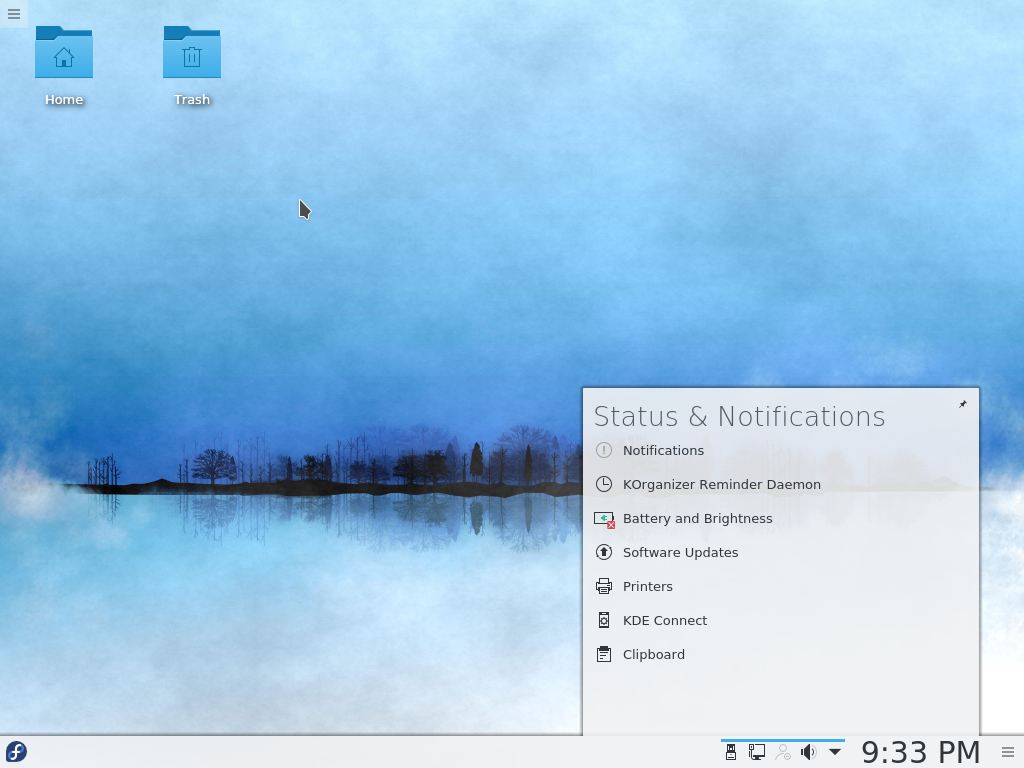 Home
Trash
Status & Notifications
Notifications
KOrganizer Reminder Daemon
Battery and Brightness
Software Updates
Printers
KDE Connect
Clipboard
9:33 PM